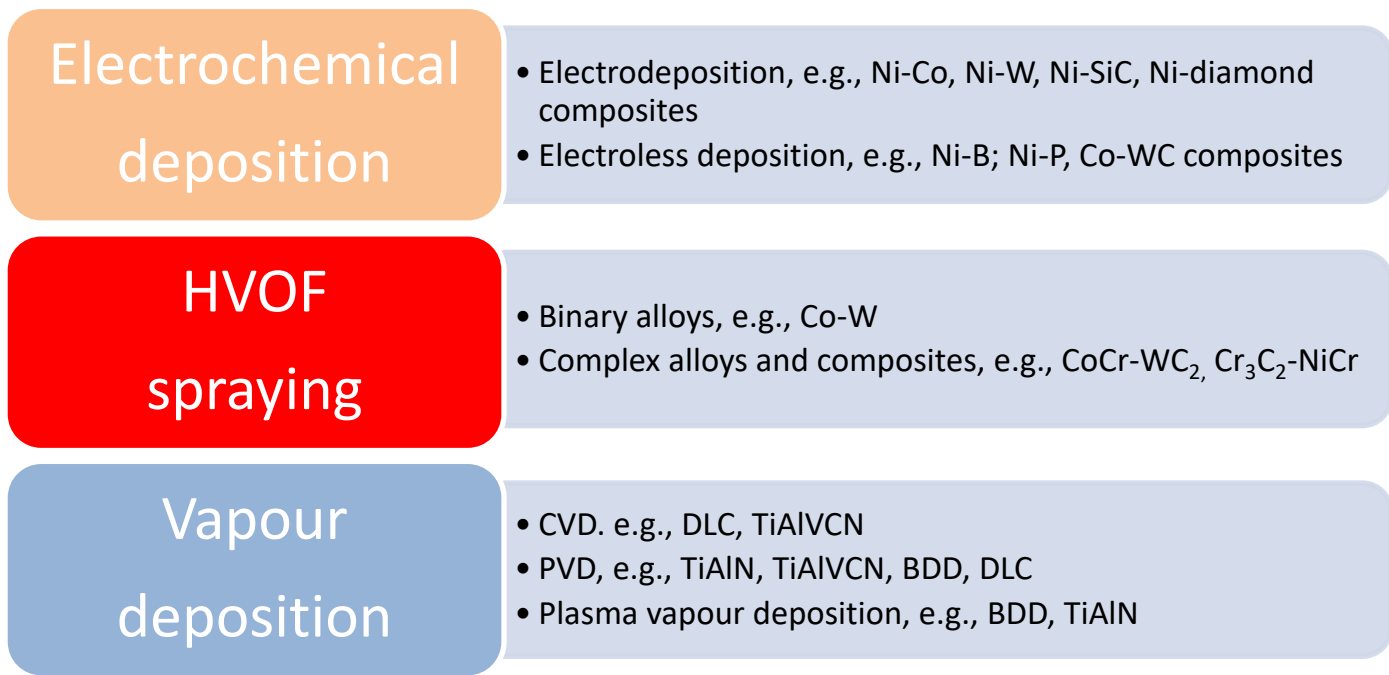 Electrochemical
deposition
• Electrodeposition, e.g., Ni-Co, Ni-W, Ni-SiC, Ni-diamond
composites
• Electroless deposition, e.g., Ni-B; Ni-P, Co-WC composites
HVOF
spraying
• Binary alloys, e.g., Co-W
• Complex alloys and composites, e.g., CoCr-WC₂, Cr₃C₂-NiCr
Vapour
deposition
• CVD. e.g., DLC, TiAlVCN
• PVD, e.g., TiAlN, TiAlVCN, BDD, DLC
• Plasma vapour deposition, e.g., BDD, TiAlN